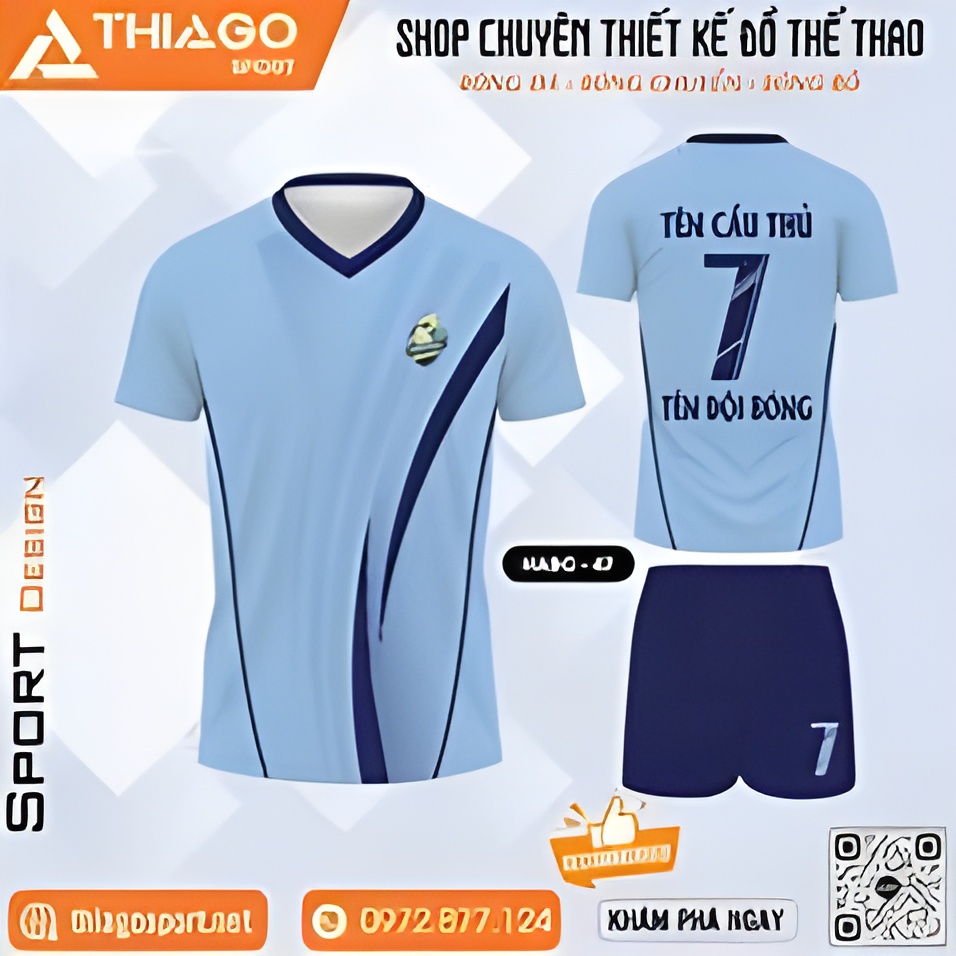 THIAGO
SPORT
SHOP CHUYÊN THIẾT KẾ ĐỒ THỂ THAO
TÊN CẦU THỦ
7
TÊN ĐỘI BÓNG
7
SPORT DESIGN
0972.877.124
KHÁM PHÁ NGAY